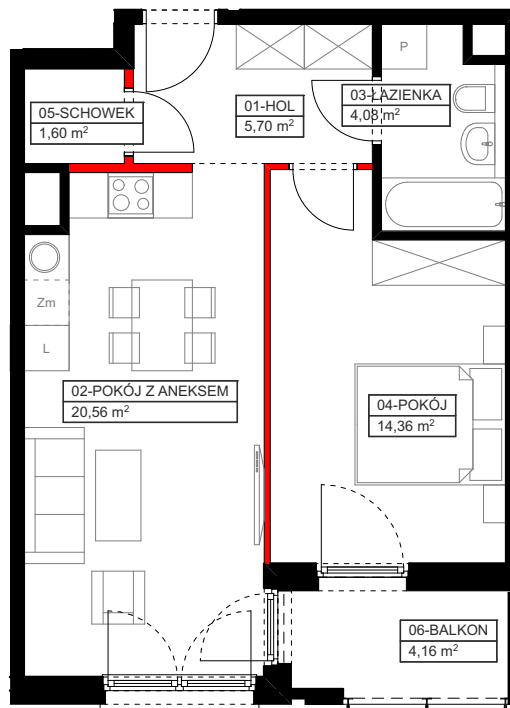 P
05-SCHOWEK
1,60 m²
01-HOL
5,70 m²
03-ŁAZIENKA
4,08 m²
Zm
L
02-POKÓJ Z ANEKSEM
20,56 m²
04-POKÓJ
14,36 m²
06-BALKON
4,16 m²